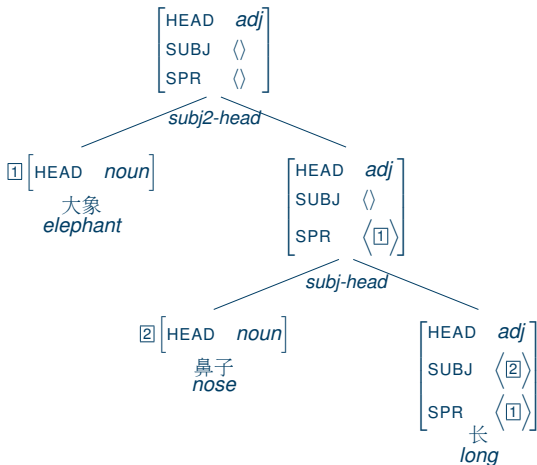 HEAD adj
SUBJ ⟨⟩
SPR ⟨⟩
subj2-head
1 HEAD noun
大象
elephant
HEAD adj
SUBJ ⟨⟩
SPR ⟨1⟩
subj-head
2 HEAD noun
鼻子
nose
HEAD adj
SUBJ ⟨2⟩
SPR ⟨1⟩
长
long